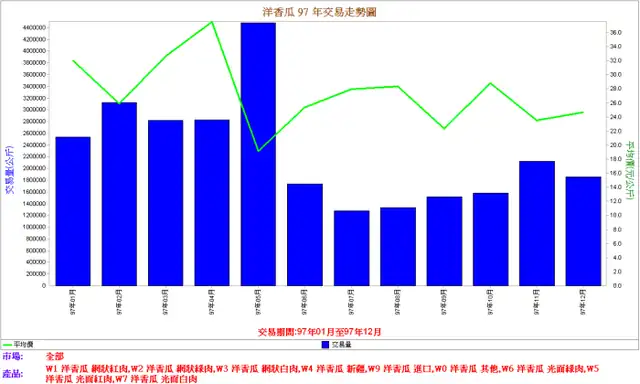 洋香瓜 97 年交易走勢圖
交易量(公斤)
4400000
4200000
4000000
3800000
3600000
3400000
3200000
3000000
2800000
2600000
2400000
2200000
2000000
1800000
1600000
1400000
1200000
1000000
800000
600000
400000
200000
0
36.0
34.0
32.0
30.0
28.0
26.0
24.0
22.0
20.0
18.0
16.0
14.0
12.0
10.0
8.0
6.0
4.0
2.0
0.0
平均價(元/公斤)
97年01月
97年02月
97年03月
97年04月
97年05月
97年06月
97年07月
97年08月
97年09月
97年10月
97年11月
97年12月
交易期間:97年01月至97年12月
平均價
交易量
市場: 全部
產品: W1 洋香瓜 網狀紅肉,W2 洋香瓜 網狀綠肉,W3 洋香瓜 網狀白肉,W4 洋香瓜 新疆,W9 洋香瓜 進口,W0 洋香瓜 其他,W6 洋香瓜 光面綠肉,W5
洋香瓜 光面紅肉,W7 洋香瓜 光面白肉